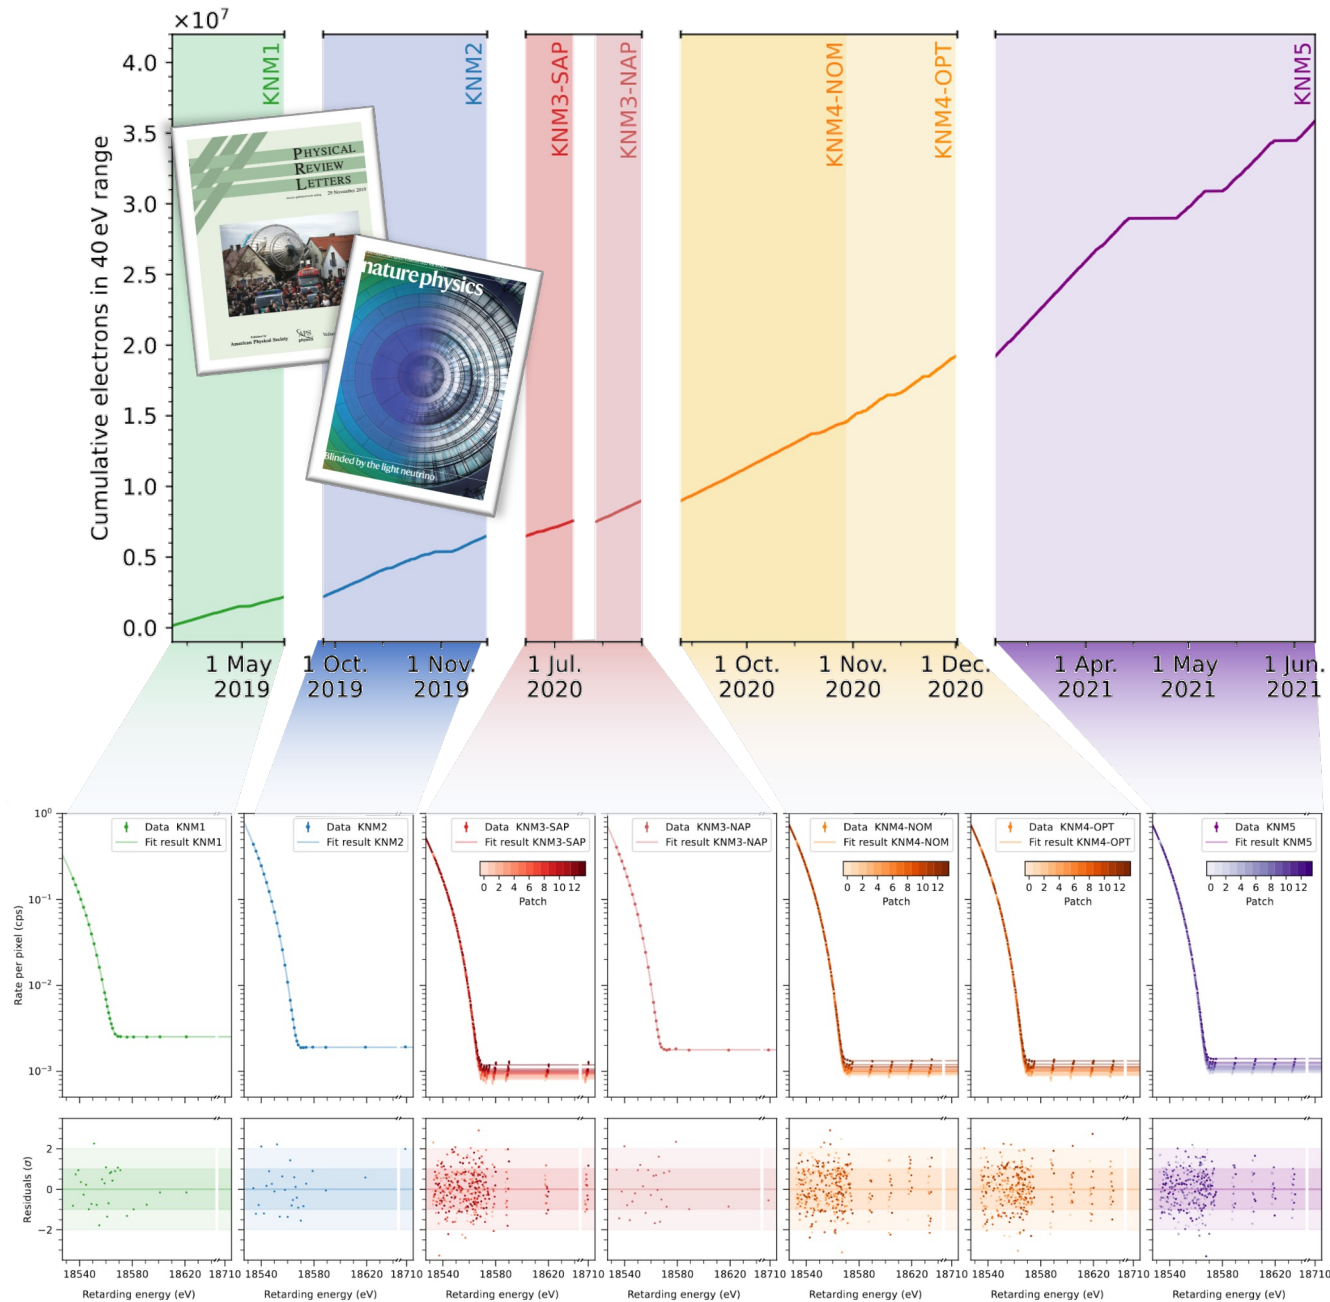 ×10⁷
Cumulative electrons in 40 eV range
4.0
3.5
3.0
2.5
2.0
1.5
1.0
0.5
0.0
KNM1
KNM2
KNM3-SAP
KNM3-NAP
KNM4-NOM
KNM4-OPT
KNM5
PHYSICAL
REVIEW
LETTERS
American Physical Society
APS
physics
nature physics
Blinded by the light neutrino
1 May
2019
1 Oct.
2019
1 Nov.
2019
1 Jul.
2020
1 Oct.
2020
1 Nov.
2020
1 Dec.
2020
1 Apr.
2021
1 May
2021
1 Jun.
2021
Rate per pixel (cps)
10⁰
10⁻¹
10⁻²
10⁻³
Data KNM1
Fit result KNM1
Data KNM2
Fit result KNM2
Data KNM3-SAP
Fit result KNM3-SAP
0 2 4 6 8 10 12
Patch
Data KNM3-NAP
Fit result KNM3-NAP
Data KNM4-NOM
Fit result KNM4-NOM
0 2 4 6 8 10 12
Patch
Data KNM4-OPT
Fit result KNM4-OPT
0 2 4 6 8 10 12
Patch
Data KNM5
Fit result KNM5
0 2 4 6 8 10 12
Patch
Residuals (σ)
2
0
−2
18540 18580 18620 18710
18540 18580 18620 18710
18540 18580 18620 18710
18540 18580 18620 18710
18540 18580 18620 18710
18540 18580 18620 18710
18540 18580 18620 18710
Retarding energy (eV)
Retarding energy (eV)
Retarding energy (eV)
Retarding energy (eV)
Retarding energy (eV)
Retarding energy (eV)
Retarding energy (eV)